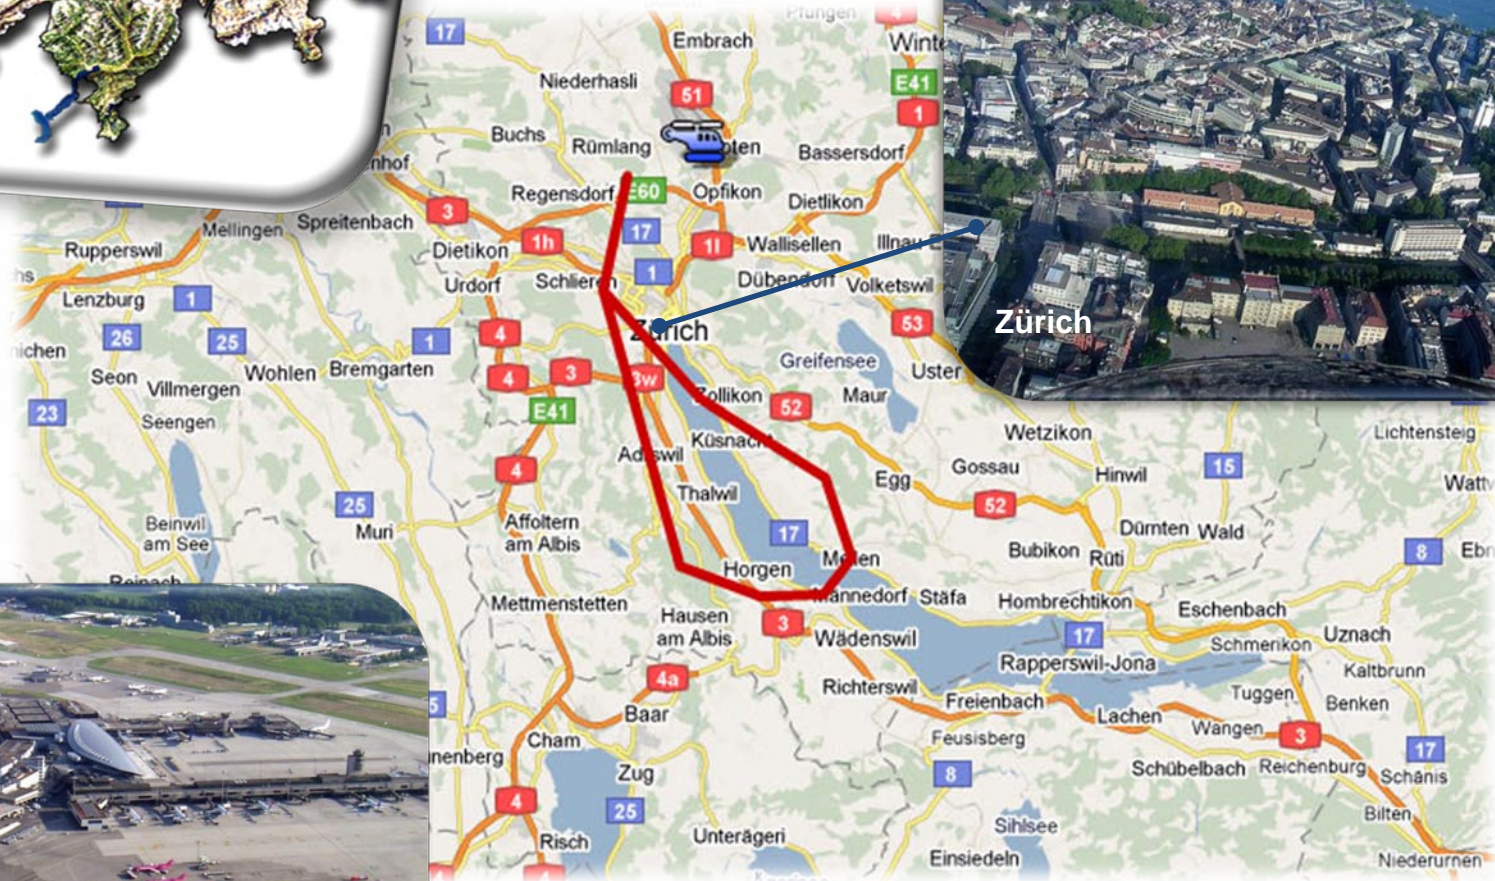 17
Embrach
Pfungen
4
Niederhasli
51
E41
1
Buchs
Rümlang
Bassersdorf
Regensdorf
E60
Opfikon
Dietlikon
3
17
Spreitenbach
Mellingen
Rupperswil
Dietikon
1h
1l
Wallisellen
Illnau
Schlieren
1
Dübendorf
Volketswil
Urdorf
Lenzburg
1
Zürich
Zürich
26
25
1
4
53
Greifensee
Uster
Seon
Villmergen
Wohlen
Bremgarten
4
3
3w
Zollikon
52
Maur
23
Seengen
E41
Küsnacht
Adliswil
Wetzikon
Lichtensteig
4
Thalwil
Egg
Gossau
Hinwil
15
25
Muri
52
17
Beinwil
am See
Affoltern
am Albis
Dürnten
Wald
Meilen
Bubikon
Rüti
8
Horgen
Reinach
Mettmenstetten
Männedorf
Stäfa
Hombrechtikon
Eschenbach
Hausen
am Albis
3
Wädenswil
17
Schmerikon
Uznach
Rapperswil-Jona
Kaltbrunn
4a
Richterswil
Freienbach
Tuggen
Benken
Baar
Lachen
Wangen
3
Cham
Feusisberg
17
Zug
8
Schübelbach
Reichenburg
Schänis
4
25
Bilten
Risch
Unterägeri
Sihlsee
Einsiedeln
Niederurnen